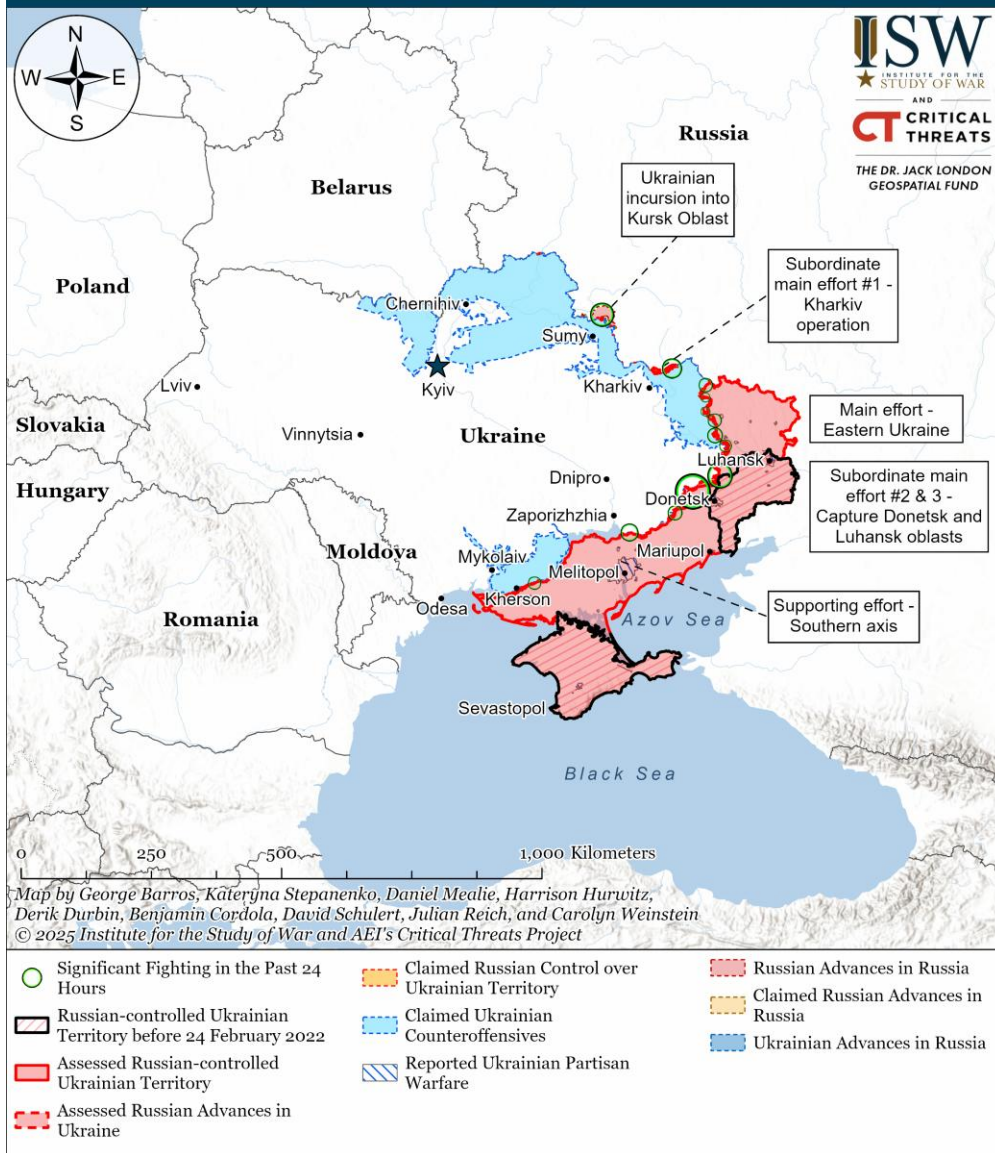 N
W E
S
ISW
INSTITUTE FOR THE
STUDY OF WAR
AND
CT CRITICAL
THREATS
THE DR. JACK LONDON
GEOSPATIAL FUND
Russia
Belarus
Poland
Ukrainian
incursion into
Kursk Oblast
Subordinate
main effort #1 -
Kharkiv
operation
Chernihiv
Sumy
Kyiv
Lviv
Kharkiv
Slovakia
Vinnytsia
Ukraine
Main effort -
Eastern Ukraine
Luhansk
Hungary
Dnipro
Donetsk
Subordinate main
effort #2 & 3 -
Capture Donetsk and
Luhansk oblasts
Zaporizhzhia
Moldova
Mykolaiv
Mariupol
Melitopol
Kherson
Odesa
Romania
Azov Sea
Supporting effort -
Southern axis
Sevastopol
Black Sea
0 250 500 1,000 Kilometers
Map by George Barros, Kateryna Stepanenko, Daniel Mealie, Harrison Hurwitz,
Derik Durbin, Benjamin Cordola, David Schulert, Julian Reich, and Carolyn Weinstein
© 2025 Institute for the Study of War and AEI's Critical Threats Project
Significant Fighting in the Past 24
Hours
Russian-controlled Ukrainian
Territory before 24 February 2022
Assessed Russian-controlled
Ukrainian Territory
Assessed Russian Advances in
Ukraine
Claimed Russian Control over
Ukrainian Territory
Claimed Ukrainian
Counteroffensives
Reported Ukrainian Partisan
Warfare
Russian Advances in Russia
Claimed Russian Advances in
Russia
Ukrainian Advances in Russia